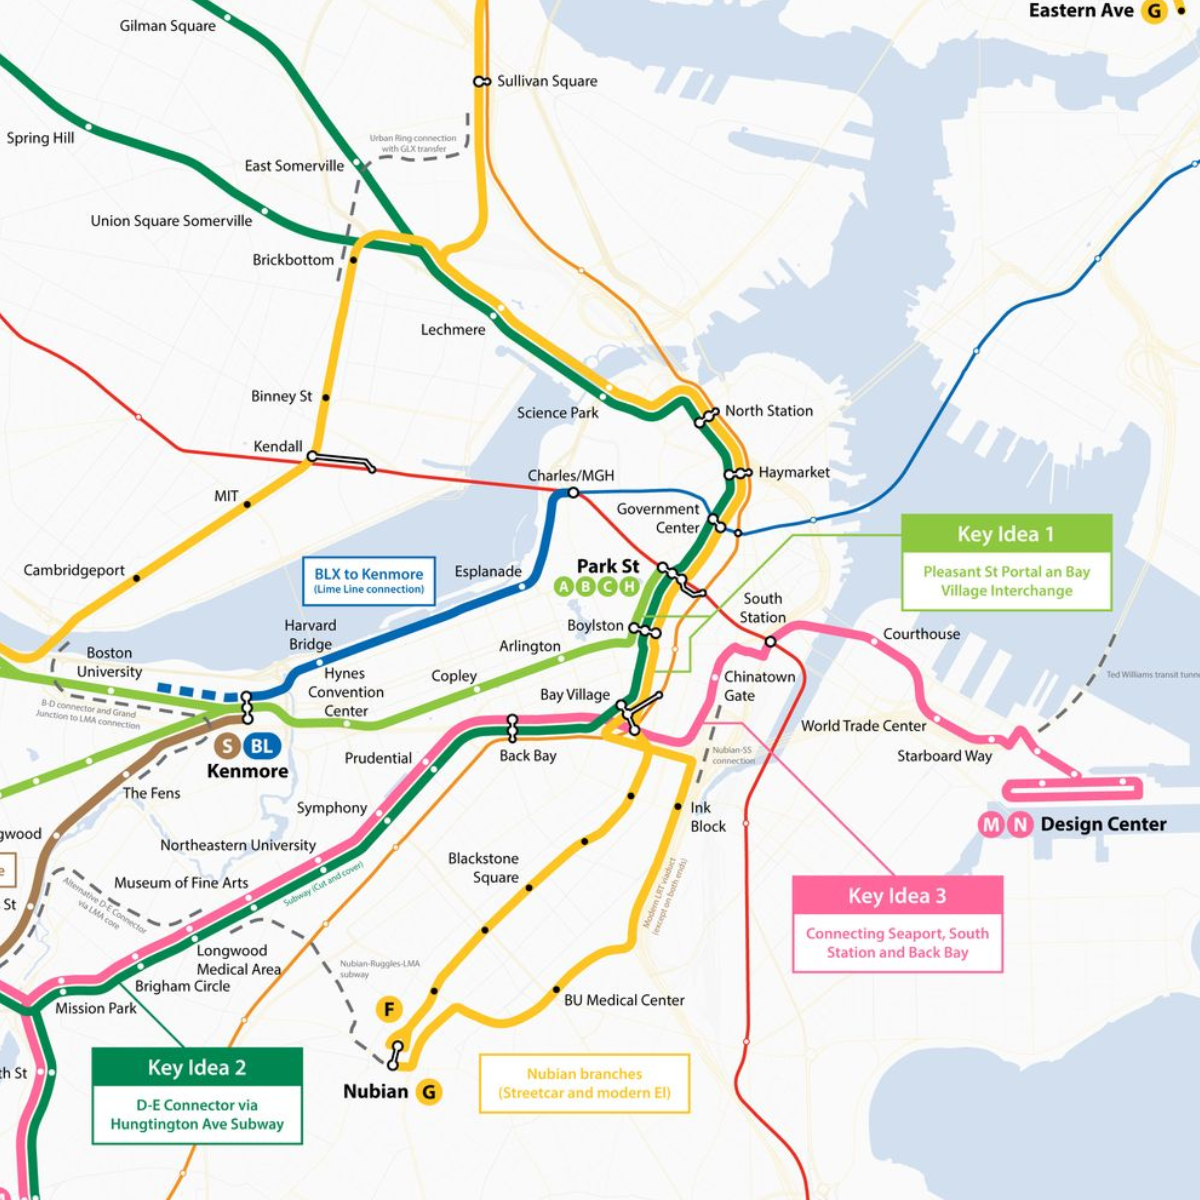 Eastern Ave G
Gilman Square
Sullivan Square
Spring Hill
Urban Ring connection
with GLX transfer
East Somerville
Union Square Somerville
Brickbottom
Lechmere
Binney St
Science Park
North Station
Kendall
Charles/MGH
Haymarket
MIT
Government
Center
Key Idea 1
Pleasant St Portal an Bay
Village Interchange
Cambridgeport
BLX to Kenmore
(Lime Line connection)
Esplanade
Park St
A B C H
South
Station
Harvard
Bridge
Boylston
Courthouse
Boston
University
Arlington
Hynes
Convention
Center
Copley
Chinatown
Gate
Ted Williams transit tunn
B-D connector and Grand
Junction to LMA connection
Bay Village
World Trade Center
S BL
Kenmore
Prudential
Back Bay
Nubian-SS
connection
Starboard Way
The Fens
Symphony
Ink
Block
M N Design Center
gwood
Northeastern University
Blackstone
Square
Key Idea 3
Connecting Seaport, South
Station and Back Bay
e
Museum of Fine Arts
Subway (Cut and cover)
Modern LRT viaduct
(except on both ends)
St
Alternative D-E Connector
via LMA core
Longwood
Medical Area
Nubian-Ruggles-LMA
subway
Brigham Circle
Mission Park
F
BU Medical Center
Key Idea 2
D-E Connector via
Hungtington Ave Subway
th St
Nubian G
Nubian branches
(Streetcar and modern El)